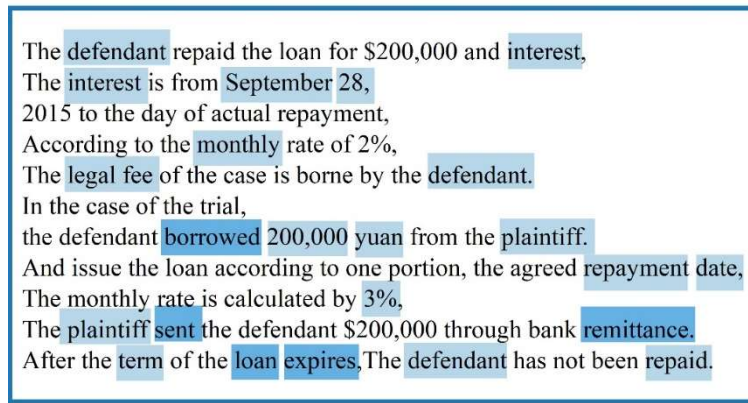 The defendant repaid the loan for $200,000 and interest,
The interest is from September 28,
2015 to the day of actual repayment,
According to the monthly rate of 2%,
The legal fee of the case is borne by the defendant.
In the case of the trial,
the defendant borrowed 200,000 yuan from the plaintiff.
And issue the loan according to one portion, the agreed repayment date,
The monthly rate is calculated by 3%,
The plaintiff sent the defendant $200,000 through bank remittance.
After the term of the loan expires,The defendant has not been repaid.